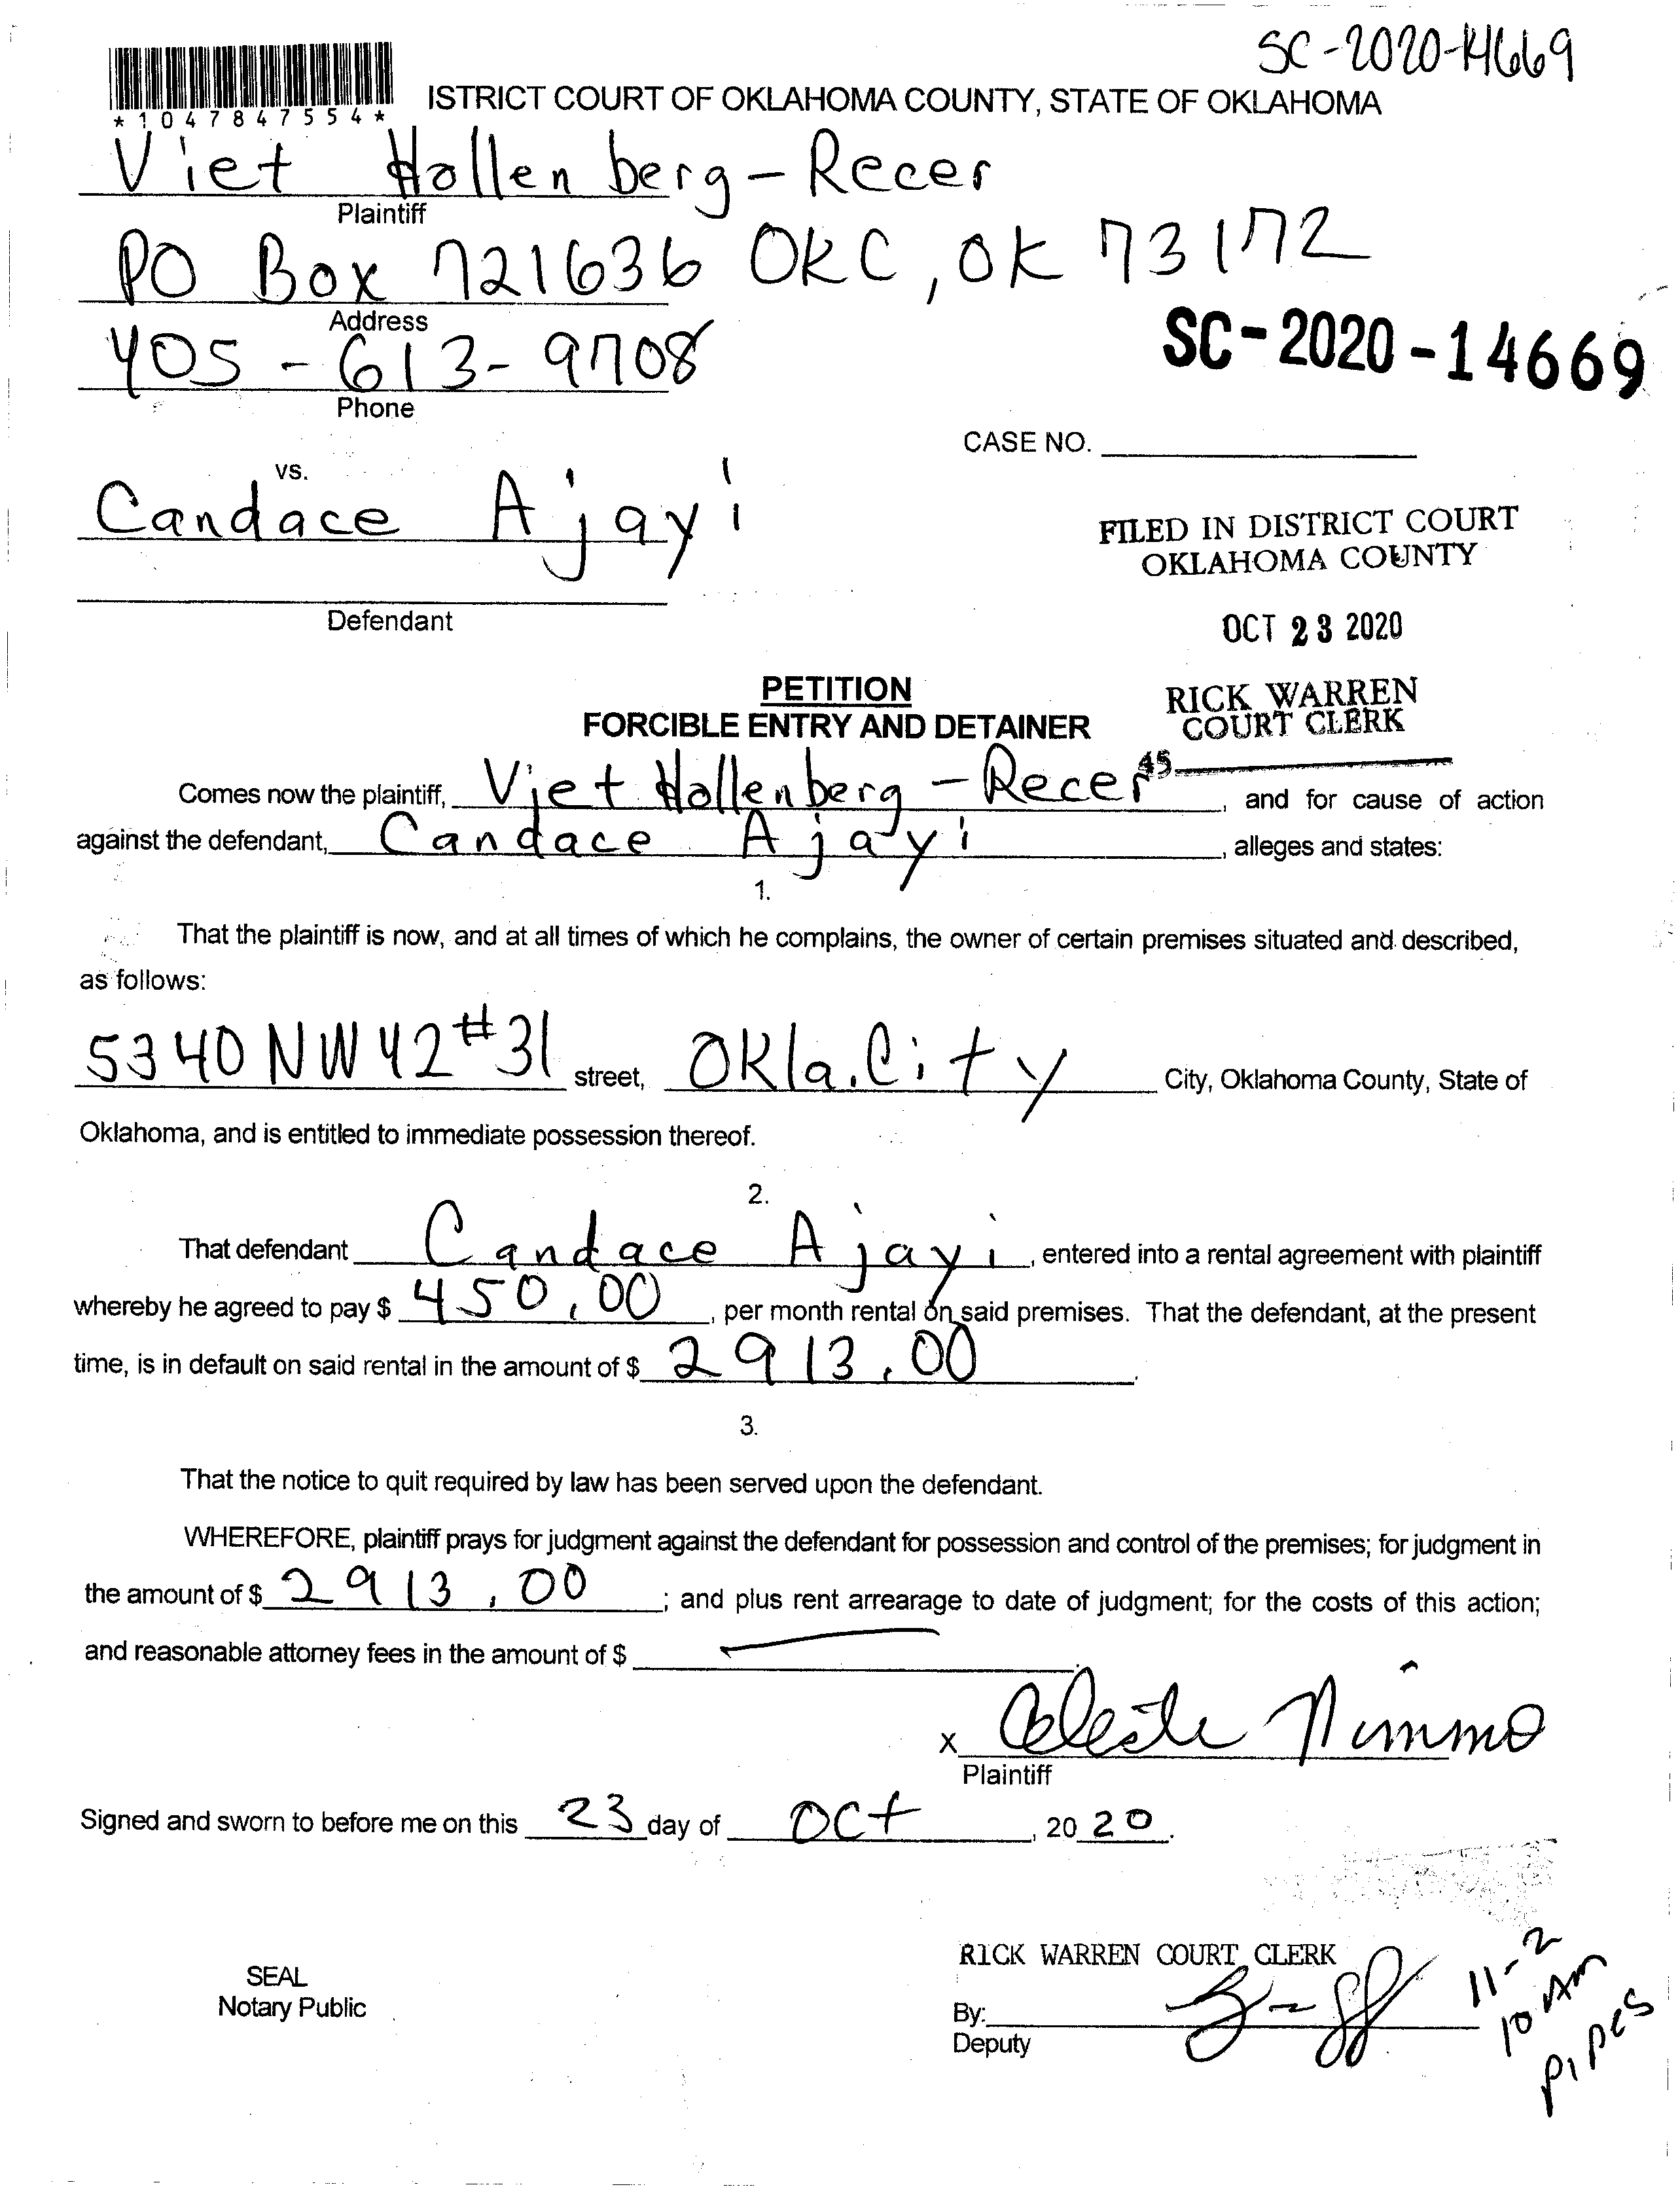 SC-2020-14669
ISTRICT COURT OF OKLAHOMA COUNTY, STATE OF OKLAHOMA
*1047847554*
Viet Hollenberg-Recer
Plaintiff
PO Box 721636 OKC, OK 73172
Address
405-613-9708
Phone
SC-2020-14669
CASE NO.
vs.
Candace Ajayi
Defendant
FILED IN DISTRICT COURT
OKLAHOMA COUNTY
OCT 23 2020
RICK WARREN
COURT CLERK
45
PETITION
FORCIBLE ENTRY AND DETAINER
Comes now the plaintiff, Viet Hollenberg-Recer, and for cause of action
against the defendant, Candace Ajayi, alleges and states:
1.
That the plaintiff is now, and at all times of which he complains, the owner of certain premises situated and described,
as follows:
5340 NW 42 #31 street, Okla. City City, Oklahoma County, State of
Oklahoma, and is entitled to immediate possession thereof.
2.
That defendant Candace Ajayi, entered into a rental agreement with plaintiff
whereby he agreed to pay $ 450.00, per month rental on said premises. That the defendant, at the present
time, is in default on said rental in the amount of $ 2913.00.
3.
That the notice to quit required by law has been served upon the defendant.
WHEREFORE, plaintiff prays for judgment against the defendant for possession and control of the premises; for judgment in
the amount of $ 2913.00; and plus rent arrearage to date of judgment; for the costs of this action;
and reasonable attorney fees in the amount of $
x Celeste Nimmo
Plaintiff
Signed and sworn to before me on this 23 day of Oct, 2020.
RICK WARREN COURT CLERK
SEAL
Notary Public
By:
Deputy
11-2
10 AM
PIPES